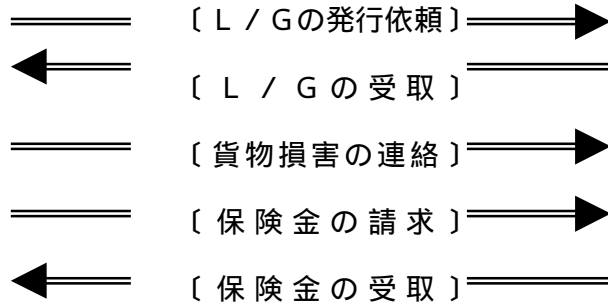 〔Ｌ／Ｇの発行依頼〕
〔Ｌ／Ｇの受取〕
〔貨物損害の連絡〕
〔保険金の請求〕
〔保険金の受取〕